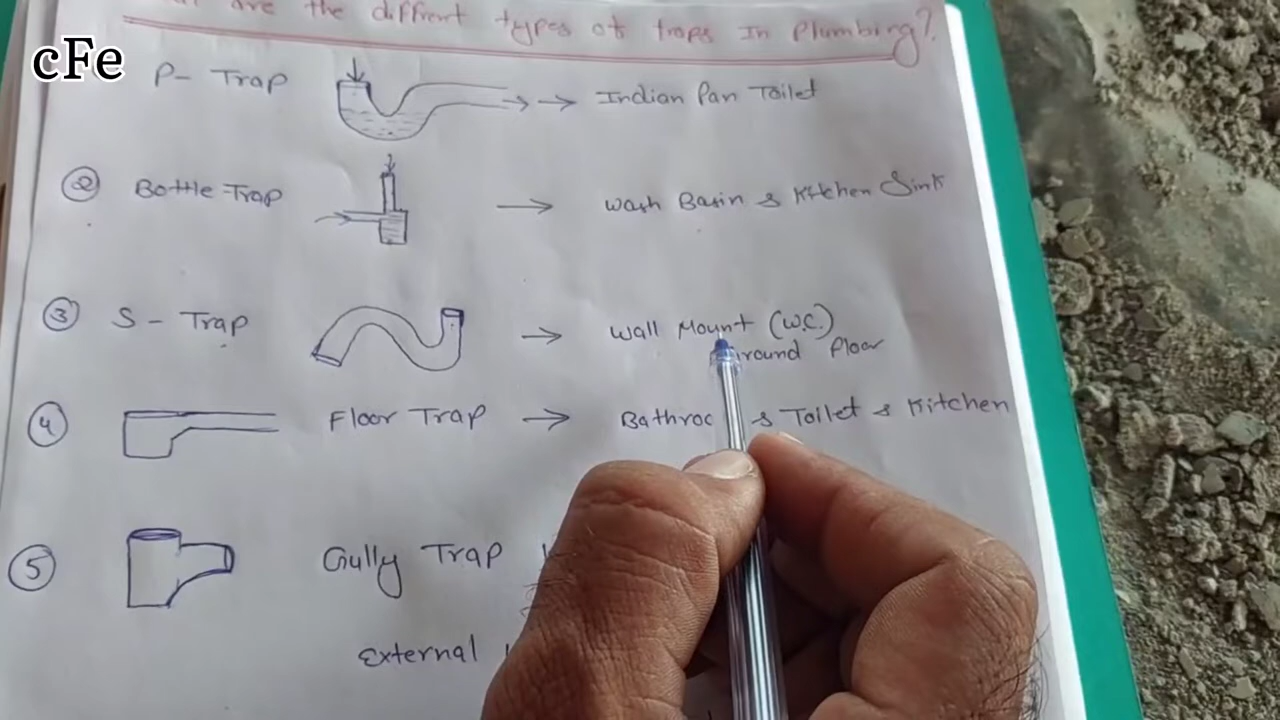 are the diffrent types of traps In Plumbing?
cFe
P- Trap → Indian Pan Toilet
② Bottle Trap → Wash Basin & Kitchen Sink
③ S - Trap → Wall Mount (W.C.)
round Floor
④ Floor Trap → Bathroo & Toilet & Kitchen
⑤ Gully Trap
External